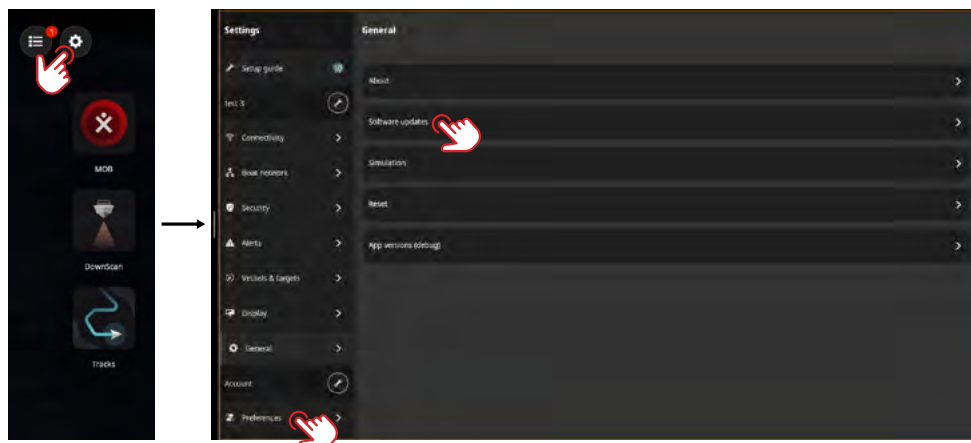 1
MOB
DownScan
Tracks
Settings
Setup guide
10
test 3
Connectivity
Boat network
Security
Alerts
Vessels & targets
Display
General
Account
Preferences
General
About
Software updates
Simulation
Reset
App versions (debug)